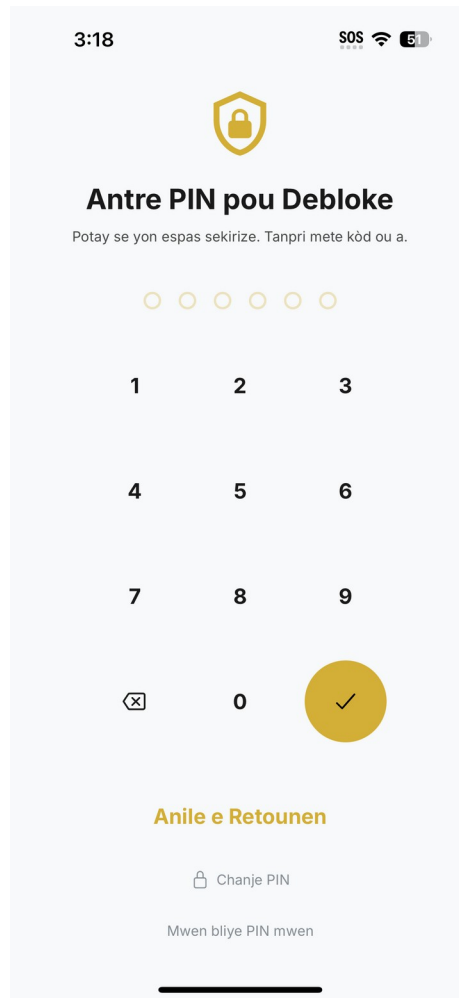 3:18
SOS
51
Antre PIN pou Debloke
Potay se yon espas sekirize. Tanpri mete kòd ou a.
1 2 3
4 5 6
7 8 9
0
Anile e Retounen
Chanje PIN
Mwen bliye PIN mwen